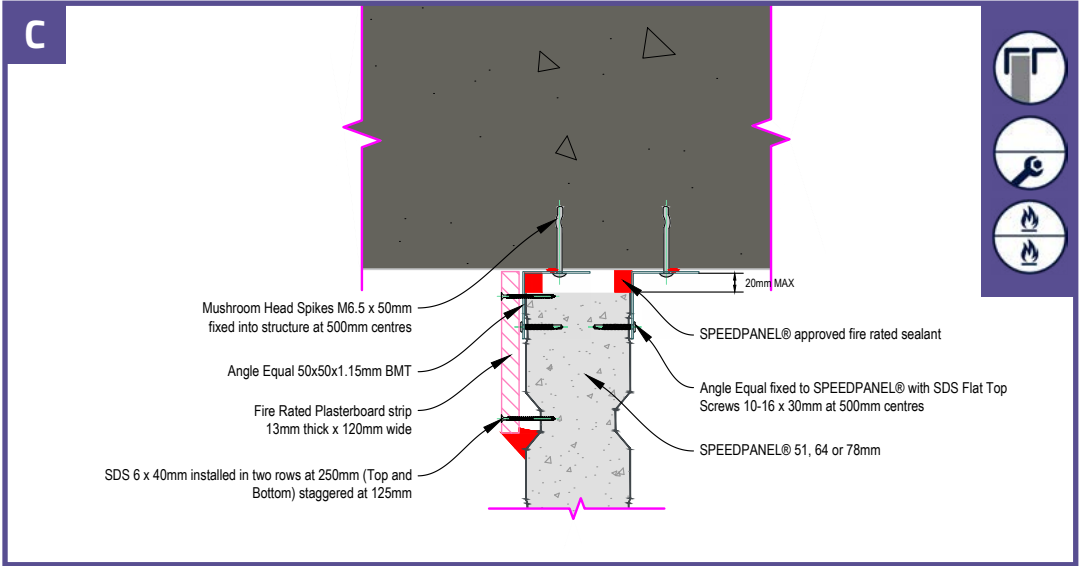 C
Mushroom Head Spikes M6.5 x 50mm
fixed into structure at 500mm centres
Angle Equal 50x50x1.15mm BMT
Fire Rated Plasterboard strip
13mm thick x 120mm wide
SDS 6 x 40mm installed in two rows at 250mm (Top and
Bottom) staggered at 125mm
20mm MAX
SPEEDPANEL® approved fire rated sealant
Angle Equal fixed to SPEEDPANEL® with SDS Flat Top
Screws 10-16 x 30mm at 500mm centres
SPEEDPANEL® 51, 64 or 78mm